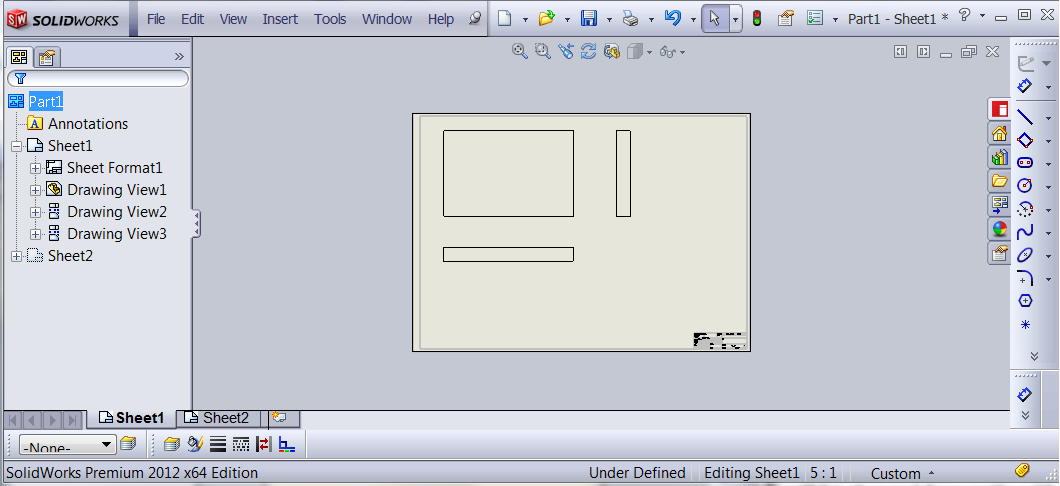 SW SOLIDWORKS File Edit View Insert Tools Window Help Part1 - Sheet1 *
Part1
A Annotations
Sheet1
Sheet Format1
Drawing View1
Drawing View2
Drawing View3
Sheet2
Sheet1 Sheet2
-None-
SolidWorks Premium 2012 x64 Edition Under Defined Editing Sheet1 5 : 1 Custom